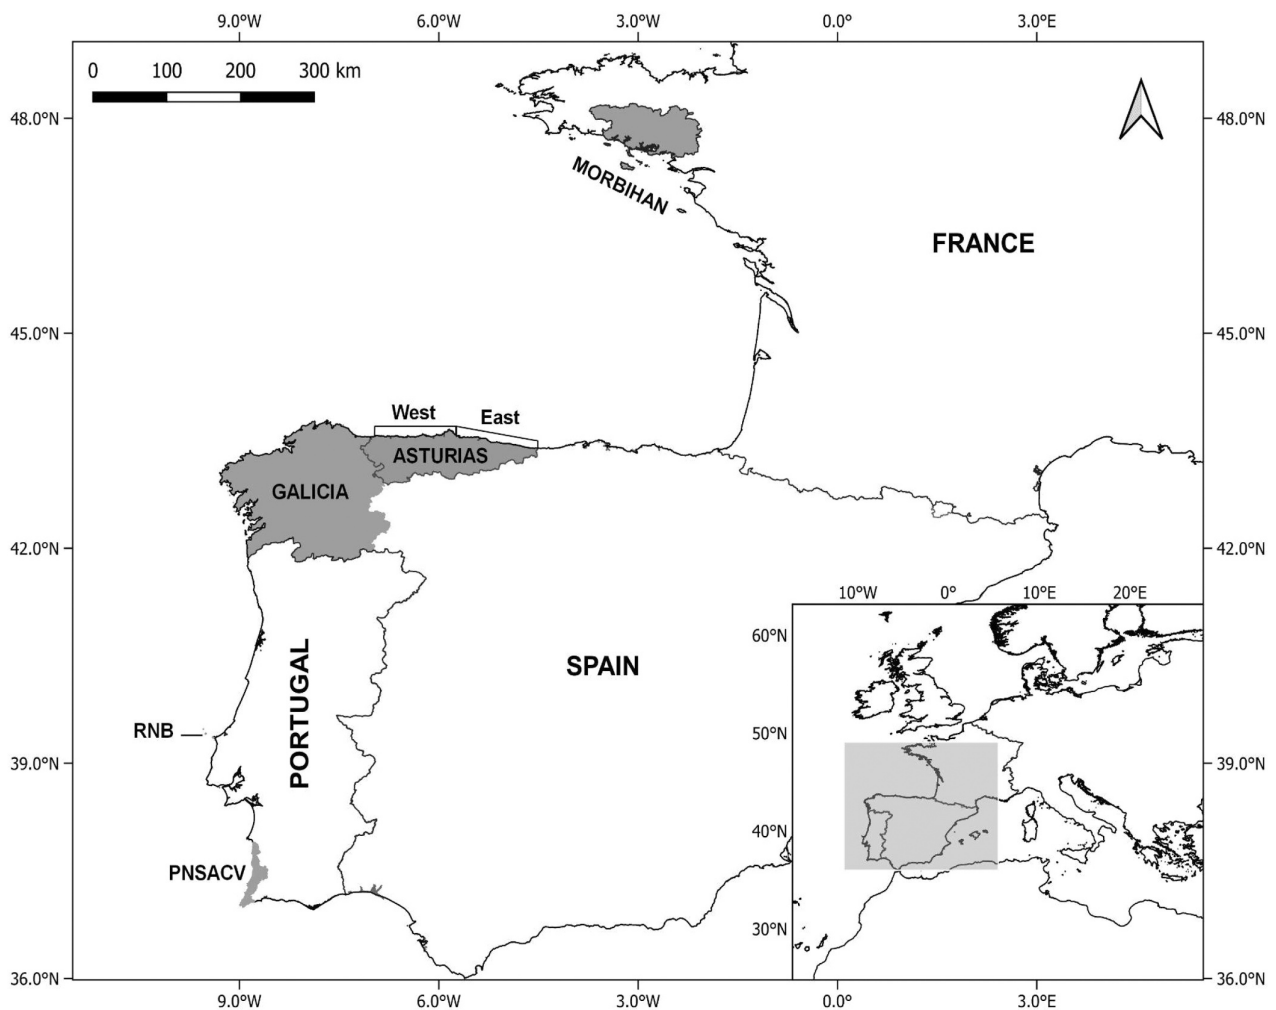 9.0°W 6.0°W 3.0°W 0.0° 3.0°E
0 100 200 300 km
48.0°N 48.0°N
MORBIHAN
FRANCE
45.0°N 45.0°N
West East
ASTURIAS
GALICIA
42.0°N 42.0°N
10°W 0° 10°E 20°E
60°N
PORTUGAL
SPAIN
RNB
50°N
39.0°N 39.0°N
40°N
PNSACV
30°N
36.0°N 36.0°N
9.0°W 6.0°W 3.0°W 0.0° 3.0°E